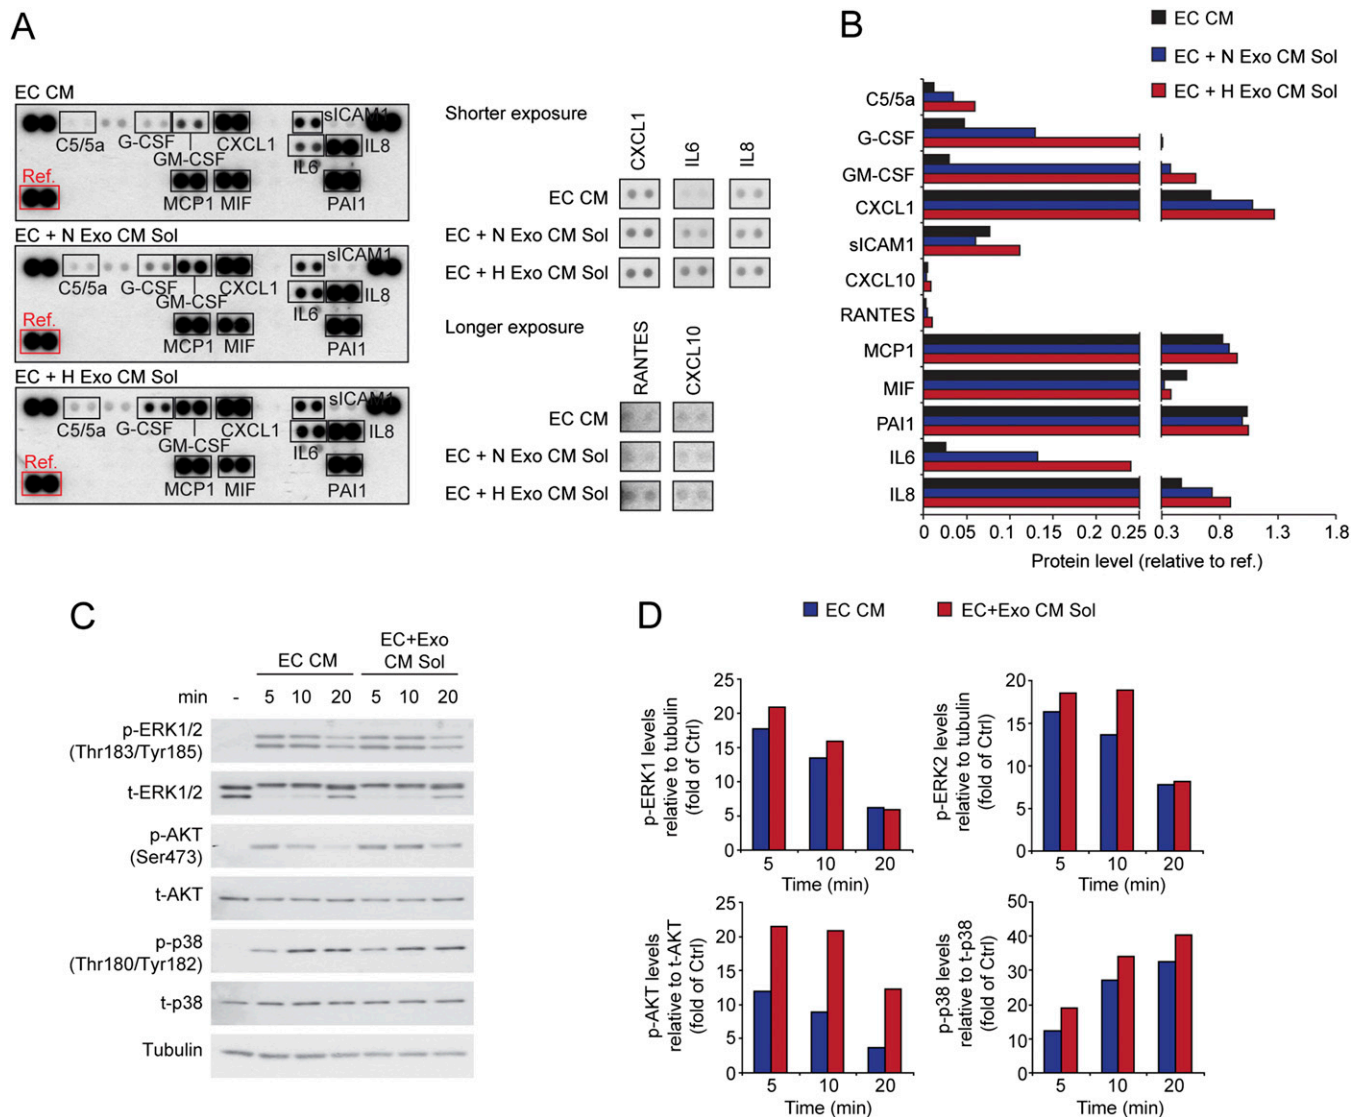 A
EC CM
C5/5a
G-CSF
GM-CSF
CXCL1
sICAM1
IL8
IL6
Ref.
MCP1
MIF
PAI1
EC + N Exo CM Sol
C5/5a
G-CSF
GM-CSF
CXCL1
sICAM1
IL8
IL6
Ref.
MCP1
MIF
PAI1
EC + H Exo CM Sol
C5/5a
G-CSF
GM-CSF
CXCL1
sICAM1
IL8
IL6
Ref.
MCP1
MIF
PAI1
Shorter exposure
CXCL1
IL6
IL8
EC CM
EC + N Exo CM Sol
EC + H Exo CM Sol
Longer exposure
RANTES
CXCL10
EC CM
EC + N Exo CM Sol
EC + H Exo CM Sol
B
EC CM
EC + N Exo CM Sol
EC + H Exo CM Sol
C5/5a
G-CSF
GM-CSF
CXCL1
sICAM1
CXCL10
RANTES
MCP1
MIF
PAI1
IL6
IL8
0 0.05 0.1 0.15 0.2 0.25 0.3 0.8 1.3 1.8
Protein level (relative to ref.)
C
EC CM
EC+Exo
CM Sol
min - 5 10 20 5 10 20
p-ERK1/2
(Thr183/Tyr185)
t-ERK1/2
p-AKT
(Ser473)
t-AKT
p-p38
(Thr180/Tyr182)
t-p38
Tubulin
D
EC CM
EC+Exo CM Sol
p-ERK1 levels
relative to tubulin
(fold of Ctrl)
25
20
15
10
5
0
5 10 20
Time (min)
p-ERK2 levels
relative to tubulin
(fold of Ctrl)
20
15
10
5
0
5 10 20
Time (min)
p-AKT levels
relative to t-AKT
(fold of Ctrl)
25
20
15
10
5
0
5 10 20
Time (min)
p-p38 levels
relative to t-p38
(fold of Ctrl)
50
40
30
20
10
0
5 10 20
Time (min)